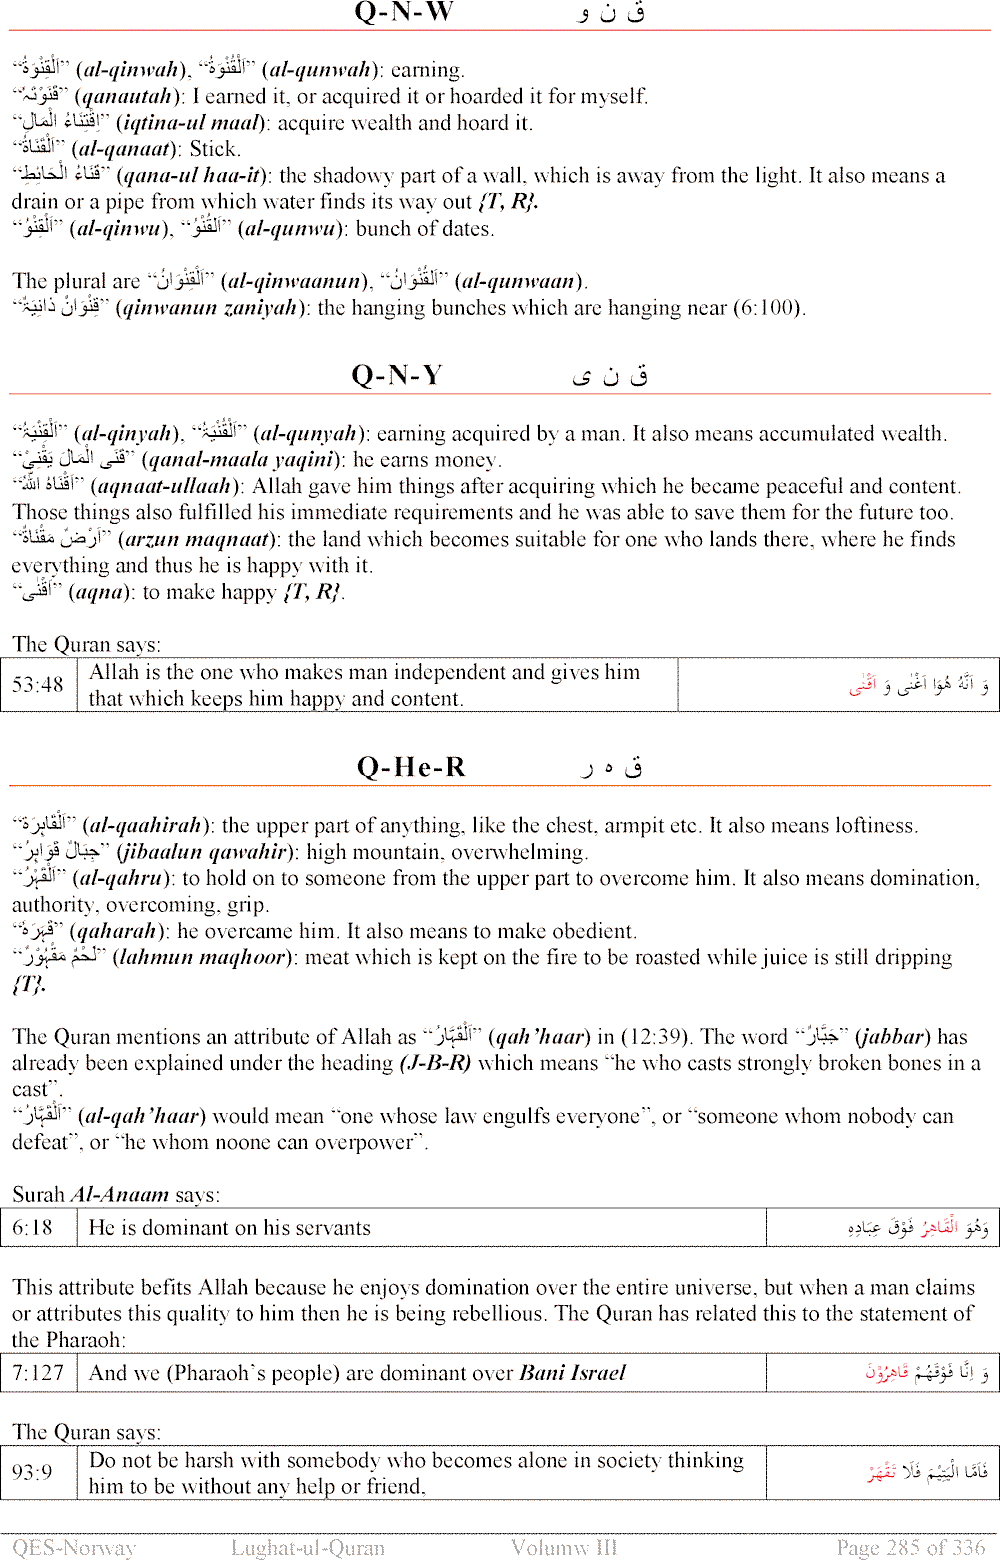 Q-N-W ق ن و
“اَلْقِنْوَۃُ” (al-qinwah), “اَلْقُنْوَۃُ” (al-qunwah): earning.
“قَنَوْتُہٗ” (qanautah): I earned it, or acquired it or hoarded it for myself.
“اِقْتِنَاءُ الْمَالِ” (iqtina-ul maal): acquire wealth and hoard it.
“اَلْقَنَاۃُ” (al-qanaat): Stick.
“قَنَاءُ الْحَائِطِ” (qana-ul haa-it): the shadowy part of a wall, which is away from the light. It also means a
drain or a pipe from which water finds its way out {T, R}.
“اَلْقِنْوُ” (al-qinwu), “اَلْقُنْوُ” (al-qunwu): bunch of dates.
The plural are “اَلْقِنْوَانُ” (al-qinwaanun), “اَلْقُنْوَانُ” (al-qunwaan).
“قِنْوَانٌ دَانِیَۃٌ” (qinwanun zaniyah): the hanging bunches which are hanging near (6:100).
Q-N-Y ق ن ی
“اَلْقِنْیَۃُ” (al-qinyah), “اَلْقُنْیَۃُ” (al-qunyah): earning acquired by a man. It also means accumulated wealth.
“قَنَی الْمَالَ یَقْنِیْ” (qanal-maala yaqini): he earns money.
“اَقْنَاہُ اللّٰہُ” (aqnaat-ullaah): Allah gave him things after acquiring which he became peaceful and content.
Those things also fulfilled his immediate requirements and he was able to save them for the future too.
“اَرْضٌ مَقْنَاۃٌ” (arzun maqnaat): the land which becomes suitable for one who lands there, where he finds
everything and thus he is happy with it.
“اَقْنٰی” (aqna): to make happy {T, R}.
The Quran says:
53:48 Allah is the one who makes man independent and gives him
that which keeps him happy and content. وَ اَنَّهُ هُوَا اَغْنٰی وَ اَقْنٰی
Q-He-R ق ہ ر
“اَلْقَاہِرَۃ” (al-qaahirah): the upper part of anything, like the chest, armpit etc. It also means loftiness.
“جِبَالٌ قَوَاہِرُ” (jibaalun qawahir): high mountain, overwhelming.
“اَلْقَہْرُ” (al-qahru): to hold on to someone from the upper part to overcome him. It also means domination,
authority, overcoming, grip.
“قَہَرَہٗ” (qaharah): he overcame him. It also means to make obedient.
“لَحْمٌ مَقْہُوْرٌ” (lahmun maqhoor): meat which is kept on the fire to be roasted while juice is still dripping
{T}.
The Quran mentions an attribute of Allah as “اَلْقَہَّارُ” (qah’haar) in (12:39). The word “جَبَّارٌ” (jabbar) has
already been explained under the heading (J-B-R) which means “he who casts strongly broken bones in a
cast”.
“اَلْقَہَّارُ” (al-qah’haar) would mean “one whose law engulfs everyone”, or “someone whom nobody can
defeat”, or “he whom noone can overpower”.
Surah Al-Anaam says:
6:18 He is dominant on his servants وَهُوَ الْقَاهِرُ فَوْقَ عِبَادِهِ
This attribute befits Allah because he enjoys domination over the entire universe, but when a man claims
or attributes this quality to him then he is being rebellious. The Quran has related this to the statement of
the Pharaoh:
7:127 And we (Pharaoh’s people) are dominant over Bani Israel وَ اِنَّا فَوْقَهُمْ قَاهِرُوْنَ
The Quran says:
93:9 Do not be harsh with somebody who becomes alone in society thinking
him to be without any help or friend, فَاَمَّا الْيَتِيْمَ فَلَا تَقْهَرْ
QES-Norway Lughat-ul-Quran Volumw III Page 285 of 336